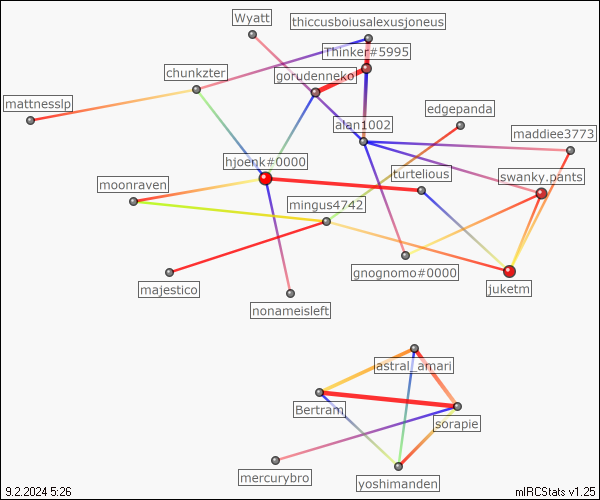 Wyatt
thiccusboiusalexusjoneus
Thinker#5995
chunkzter
gorudenneko
mattnesslp
edgepanda
alan1002
maddiee3773
hjoenk#0000
turtelious
swanky.pants
moonraven
mingus4742
gnognomo#0000
majestico
juketm
nonameisleft
astral_amari
Bertram
sorapie
mercurybro
yoshimanden
9.2.2024 5:26
mIRCStats v1.25